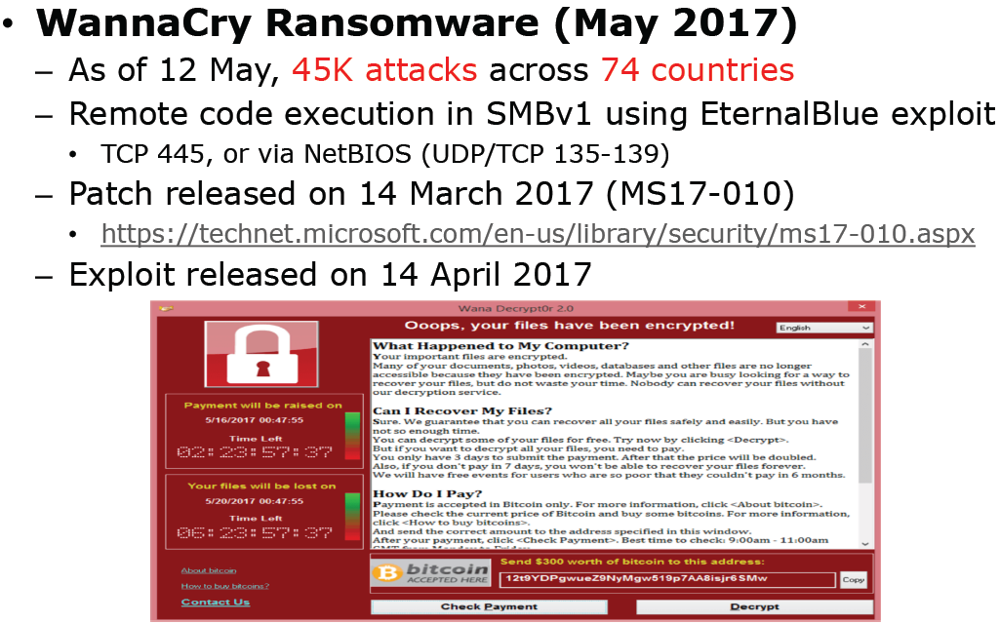 • WannaCry Ransomware (May 2017)
– As of 12 May, 45K attacks across 74 countries
– Remote code execution in SMBv1 using EternalBlue exploit
• TCP 445, or via NetBIOS (UDP/TCP 135-139)
– Patch released on 14 March 2017 (MS17-010)
• https://technet.microsoft.com/en-us/library/security/ms17-010.aspx
– Exploit released on 14 April 2017
Wana Decrypt0r 2.0
Ooops, your files have been encrypted!
English
Payment will be raised on
5/16/2017 00:47:55
Time Left
02:23:57:37
Your files will be lost on
5/20/2017 00:47:55
Time Left
06:23:57:37
About bitcoin
How to buy bitcoins?
Contact Us
What Happened to My Computer?
Your important files are encrypted.
Many of your documents, photos, videos, databases and other files are no longer
accessible because they have been encrypted. Maybe you are busy looking for a way to
recover your files, but do not waste your time. Nobody can recover your files without
our decryption service.
Can I Recover My Files?
Sure. We guarantee that you can recover all your files safely and easily. But you have
not so enough time.
You can decrypt some of your files for free. Try now by clicking <Decrypt>.
But if you want to decrypt all your files, you need to pay.
You only have 3 days to submit the payment. After that the price will be doubled.
Also, if you don't pay in 7 days, you won't be able to recover your files forever.
We will have free events for users who are so poor that they couldn't pay in 6 months.
How Do I Pay?
Payment is accepted in Bitcoin only. For more information, click <About bitcoin>.
Please check the current price of Bitcoin and buy some bitcoins. For more information,
click <How to buy bitcoins>.
And send the correct amount to the address specified in this window.
After your payment, click <Check Payment>. Best time to check: 9:00am - 11:00am
GMT from Monday to Friday
bitcoin
ACCEPTED HERE
Send $300 worth of bitcoin to this address:
12t9YDPgwueZ9NyMgw519p7AA8isjr6SMw
Copy
Check Payment
Decrypt